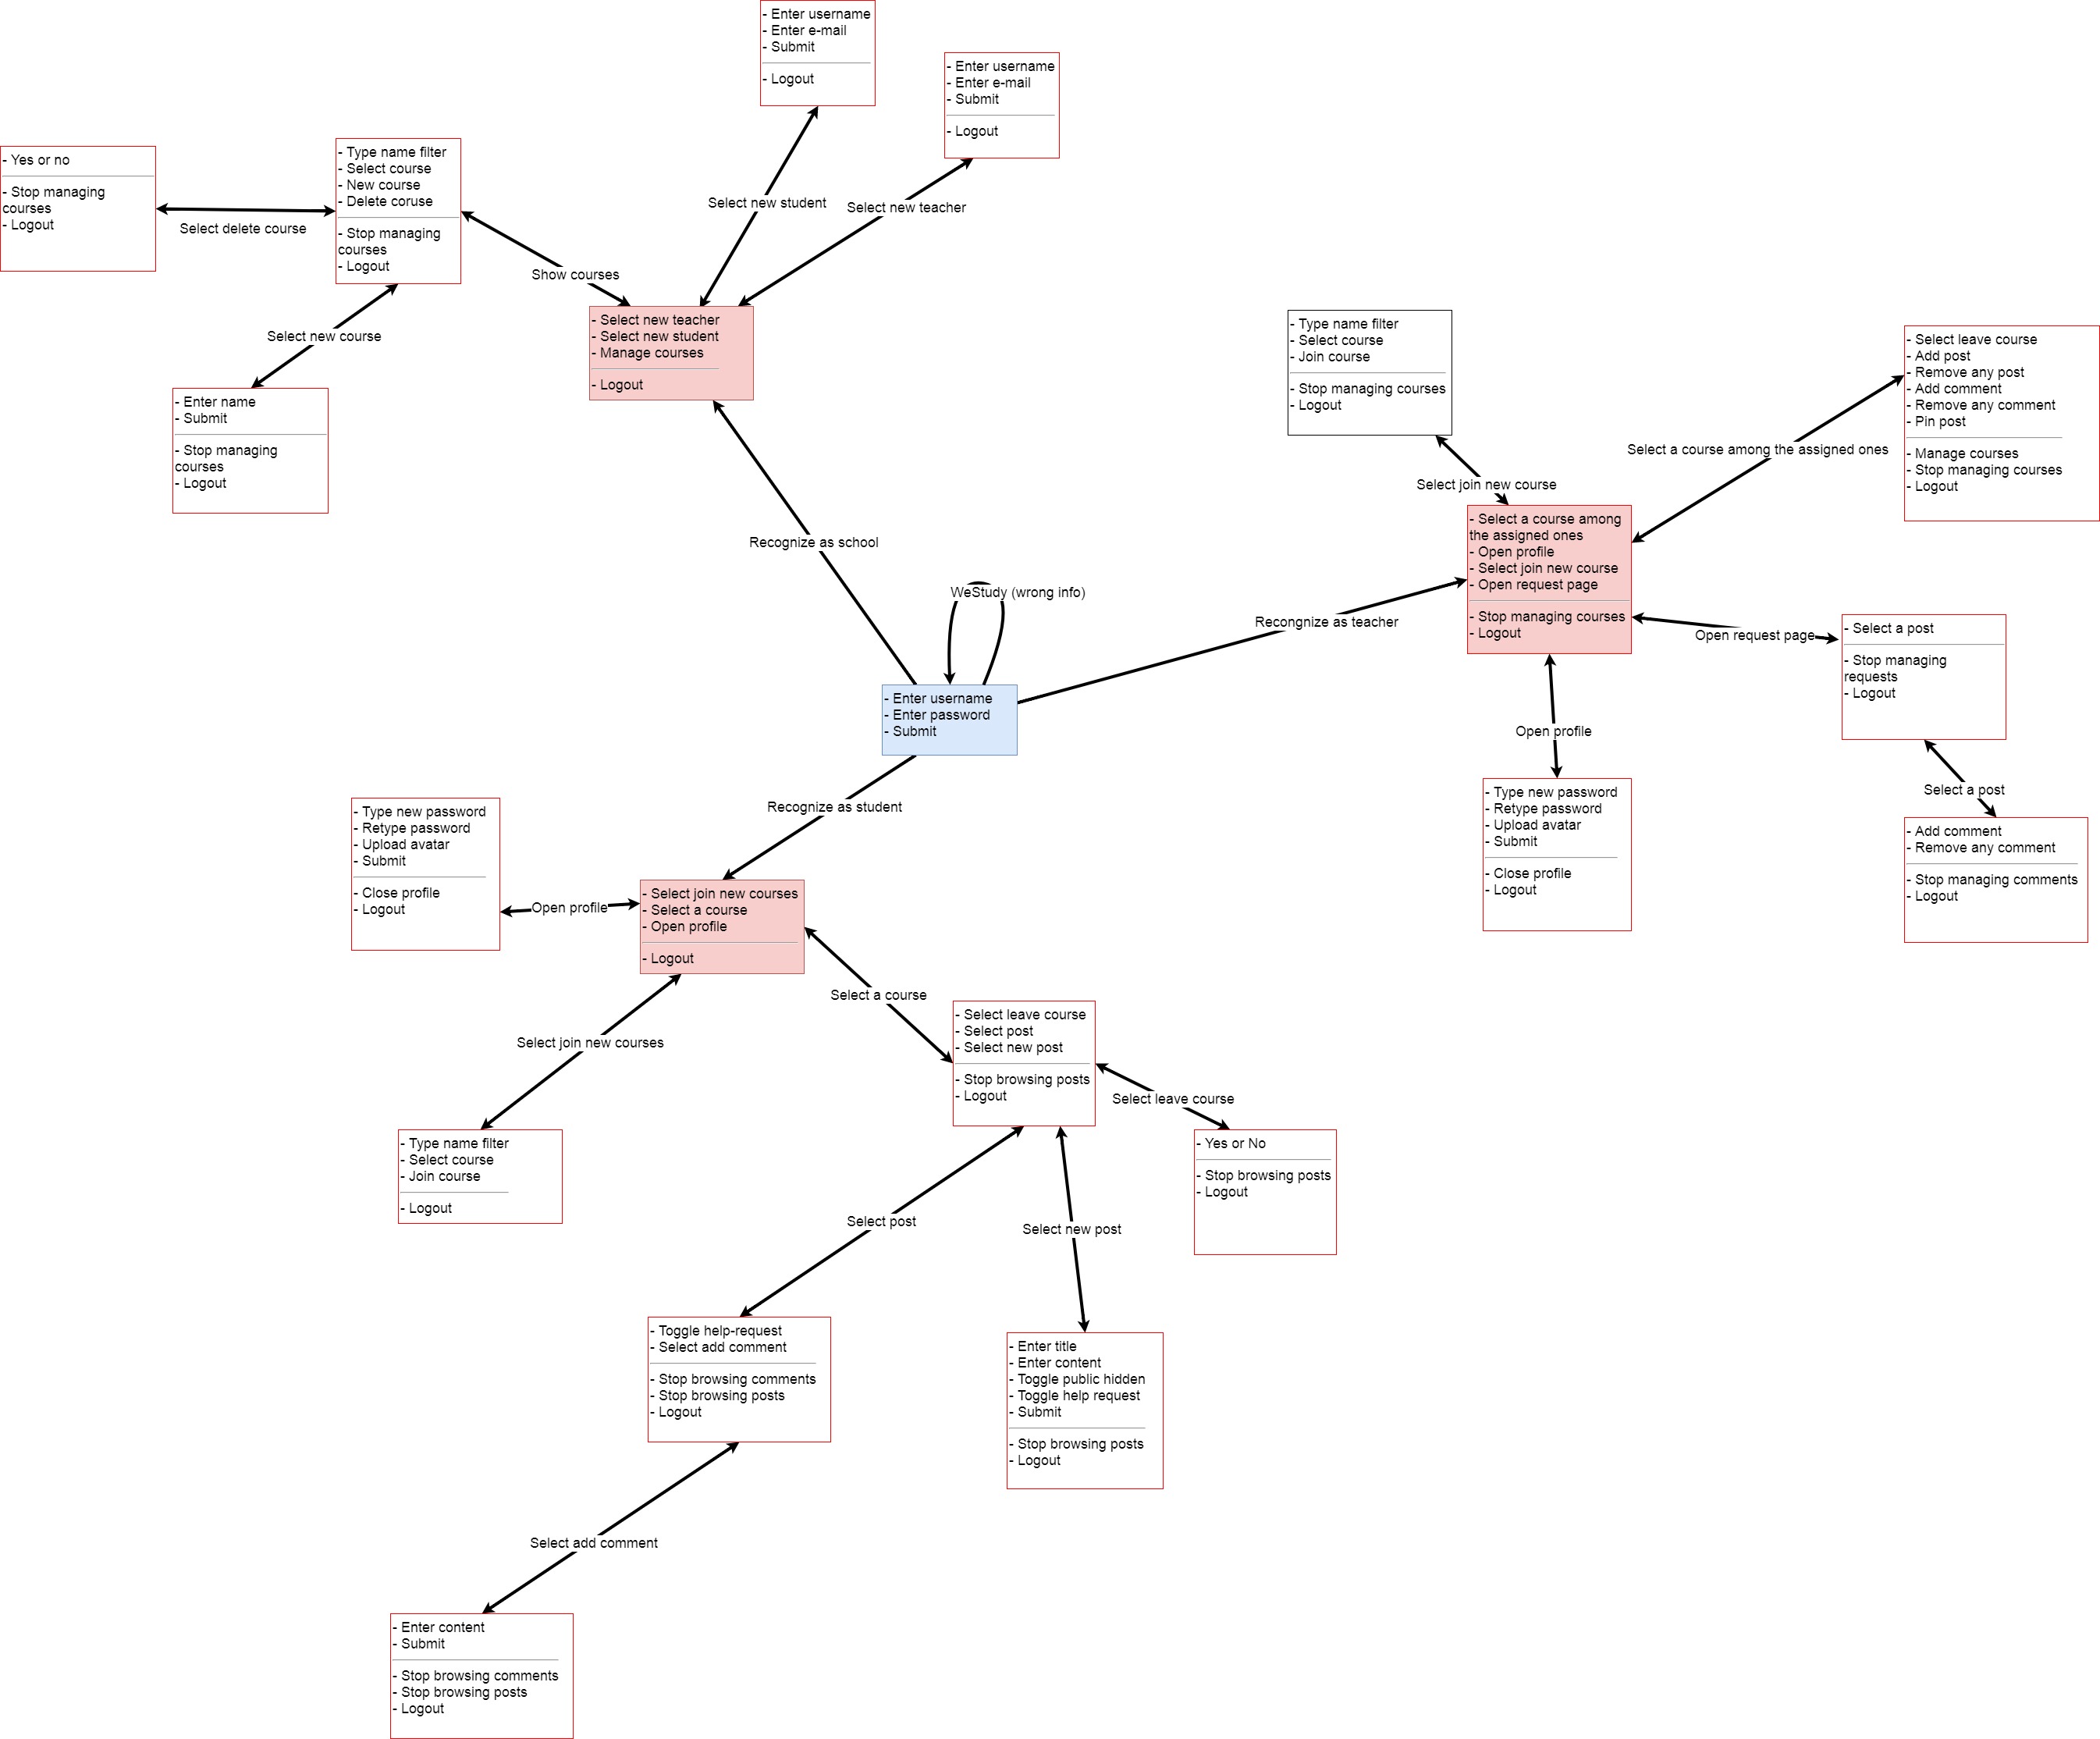 - Enter username
- Enter e-mail
- Submit
- Logout
- Enter username
- Enter e-mail
- Submit
- Logout
- Yes or no
- Stop managing
courses
- Logout
- Type name filter
- Select course
- New course
- Delete coruse
- Stop managing
courses
- Logout
Select delete course
Select new student
Select new teacher
Show courses
Select new course
- Select new teacher
- Select new student
- Manage courses
- Logout
- Enter name
- Submit
- Stop managing
courses
- Logout
- Type name filter
- Select course
- Join course
- Stop managing courses
- Logout
- Select leave course
- Add post
- Remove any post
- Add comment
- Remove any comment
- Pin post
- Manage courses
- Stop managing courses
- Logout
Select a course among the assigned ones
Select join new course
- Select a course among
the assigned ones
- Open profile
- Select join new course
- Open request page
- Stop managing courses
- Logout
Recognize as school
WeStudy (wrong info)
Recongnize as teacher
Open request page
- Select a post
- Stop managing
requests
- Logout
- Enter username
- Enter password
- Submit
Open profile
Select a post
- Type new password
- Retype password
- Upload avatar
- Submit
- Close profile
- Logout
- Add comment
- Remove any comment
- Stop managing comments
- Logout
Recognize as student
- Type new password
- Retype password
- Upload avatar
- Submit
- Close profile
- Logout
Open profile
- Select join new courses
- Select a course
- Open profile
- Logout
Select a course
Select join new courses
- Select leave course
- Select post
- Select new post
- Stop browsing posts
- Logout
Select leave course
- Yes or No
- Stop browsing posts
- Logout
- Type name filter
- Select course
- Join course
- Logout
Select post
Select new post
- Toggle help-request
- Select add comment
- Stop browsing comments
- Stop browsing posts
- Logout
- Enter title
- Enter content
- Toggle public hidden
- Toggle help request
- Submit
- Stop browsing posts
- Logout
Select add comment
- Enter content
- Submit
- Stop browsing comments
- Stop browsing posts
- Logout